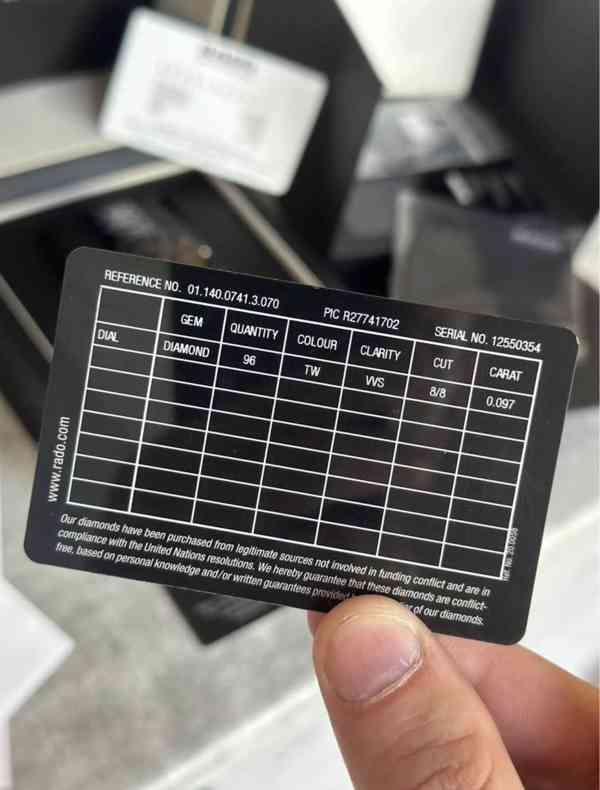 REFERENCE NO. 01.140.0741.3.070 PIC R27741702 SERIAL NO. 12550354
GEM QUANTITY COLOUR CLARITY CUT CARAT
DIAL DIAMOND 96 TW VVS 8/8 0.097
www.rado.com
Our diamonds have been purchased from legitimate sources not involved in funding conflict and are in
compliance with the United Nations resolutions. We hereby guarantee that these diamonds are conflict-
free, based on personal knowledge and/or written guarantees provided of our diamonds.